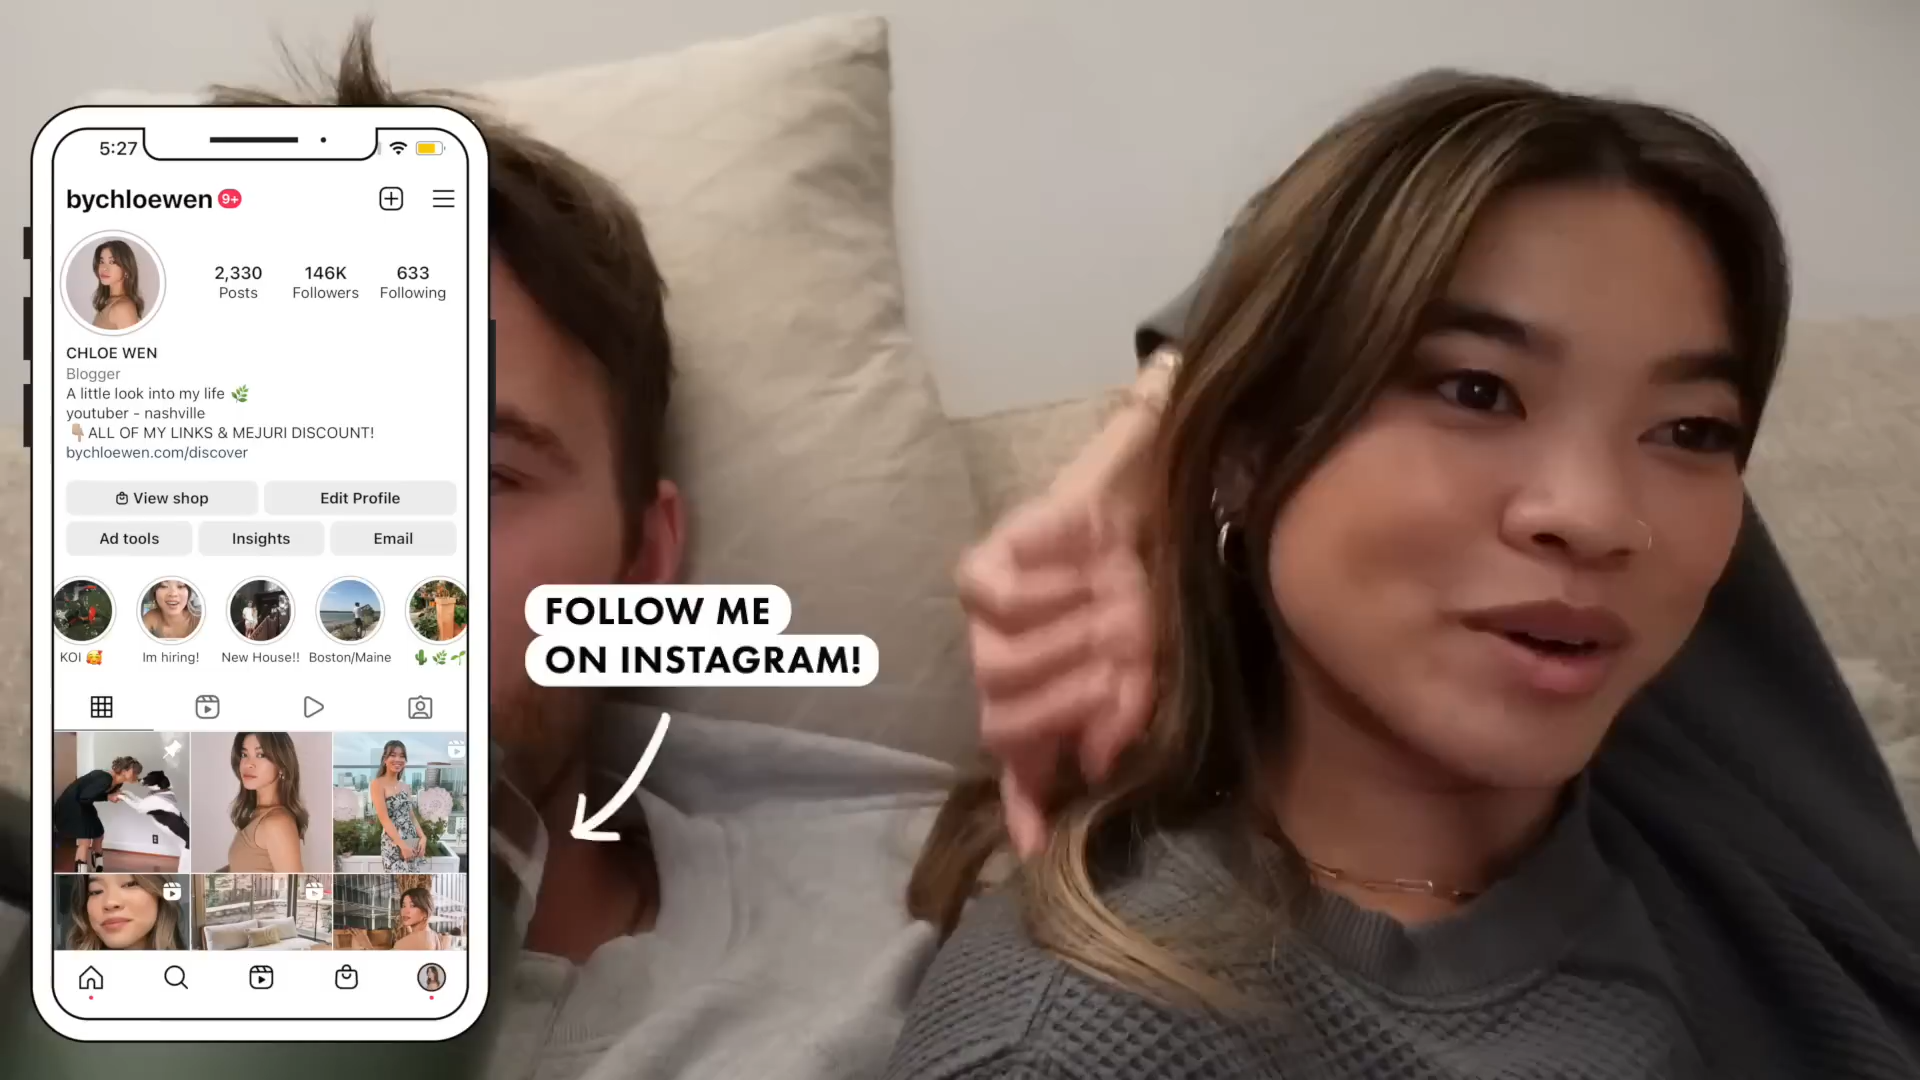 5:27
bychloewen 9+
2,330 146K 633
Posts Followers Following
CHLOE WEN
Blogger
A little look into my life 🌿
youtuber - nashville
👇🏼ALL OF MY LINKS & MEJURI DISCOUNT!
bychloewen.com/discover
View shop Edit Profile
Ad tools Insights Email
KOI 🥰 Im hiring! New House!! Boston/Maine 🌵🌿🌱
FOLLOW ME
ON INSTAGRAM!